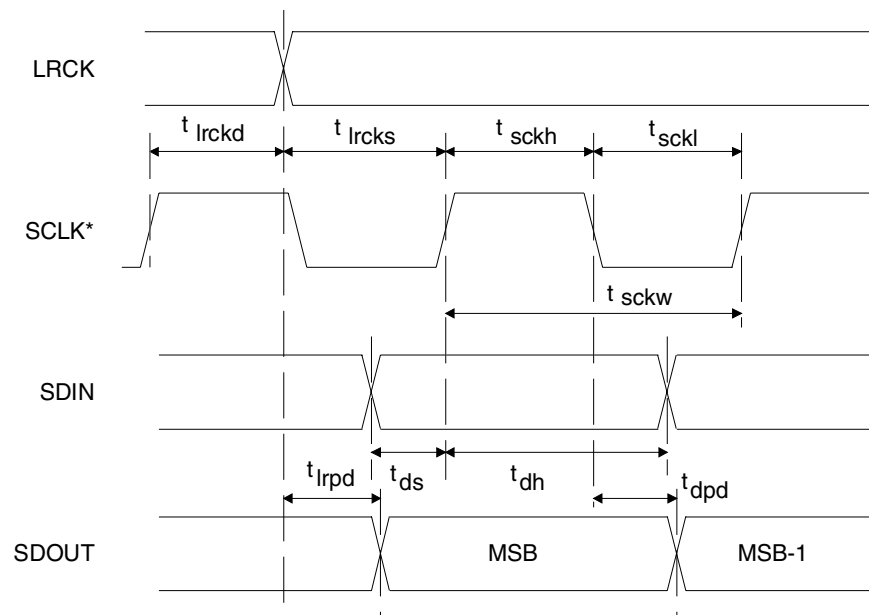 LRCK
t lrckd t lrcks t sckh t sckl
SCLK*
t sckw
SDIN
t lrpd t ds t dh t dpd
SDOUT MSB MSB-1